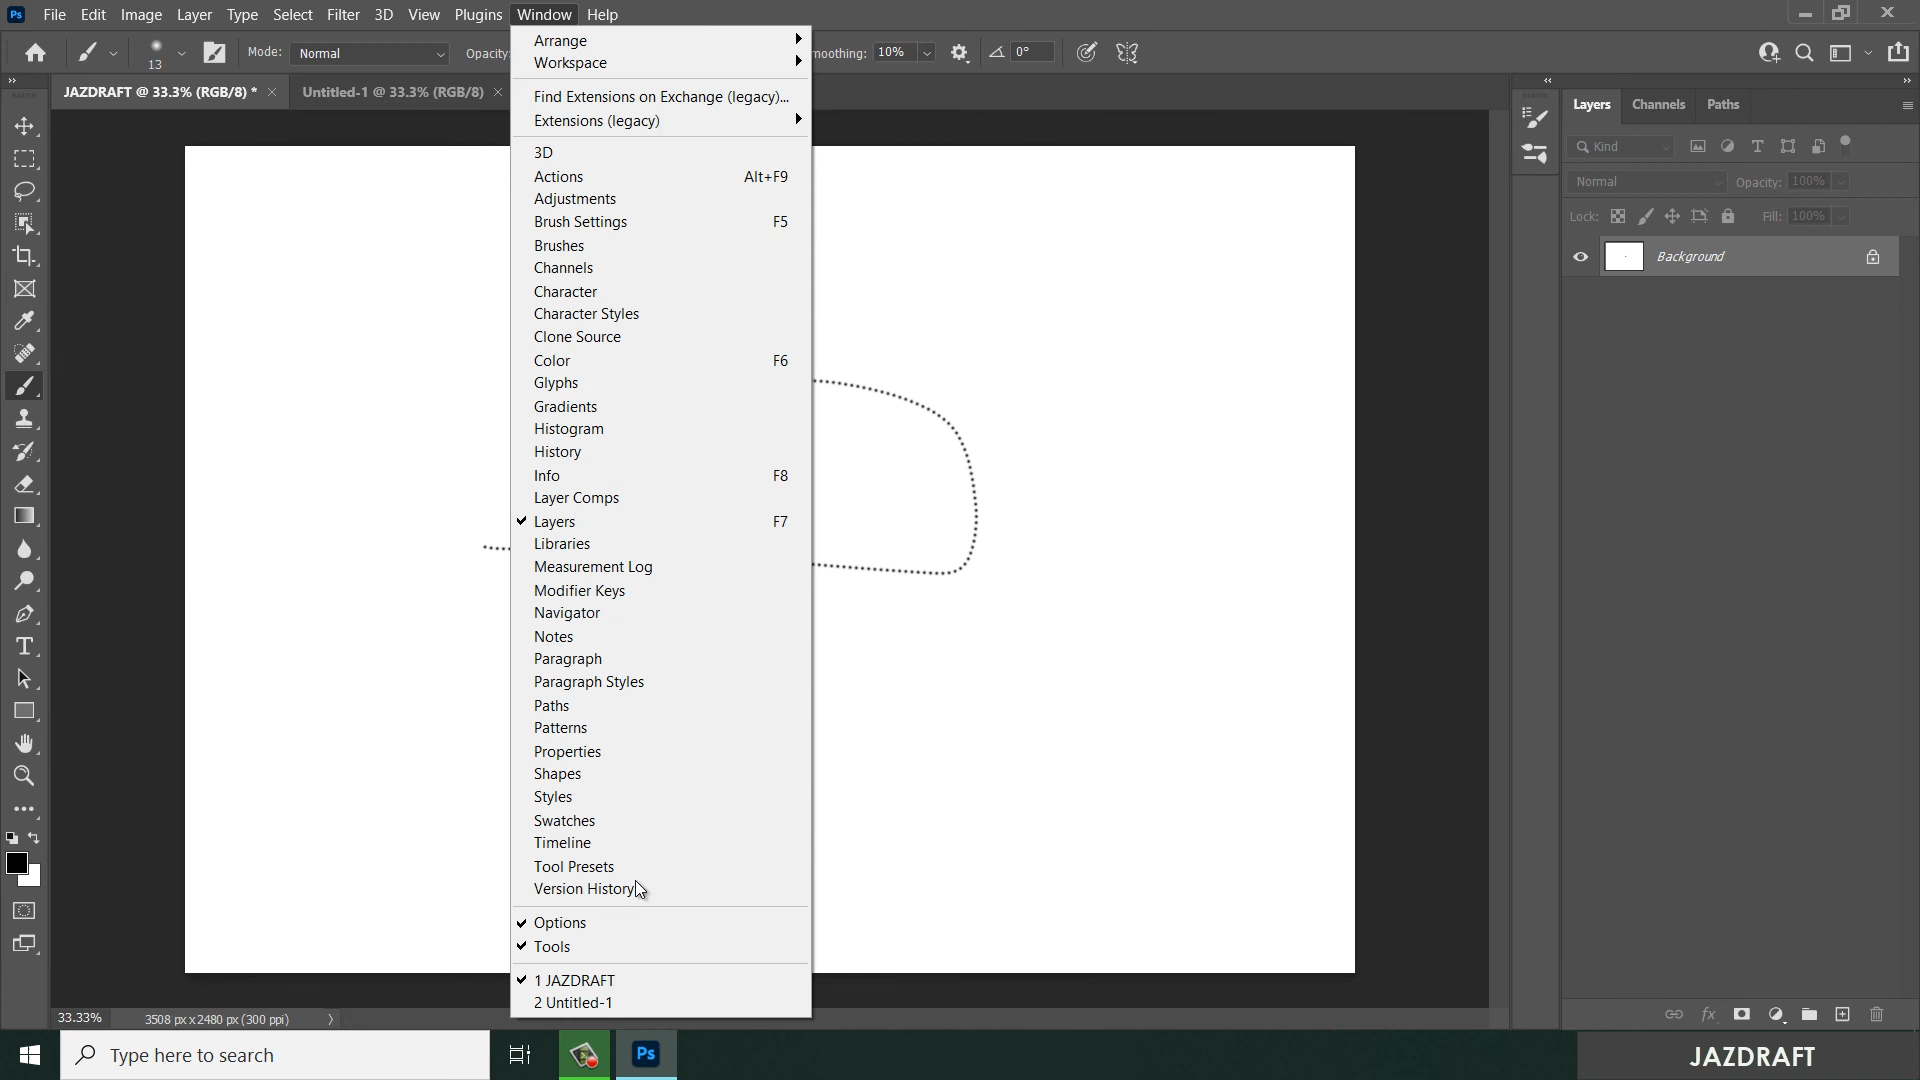 Ps File Edit Image Layer Type Select Filter 3D View Plugins Window Help
13 Mode: Normal Opacity: moothing: 10% 0°
JAZDRAFT @ 33.3% (RGB/8) * Untitled-1 @ 33.3% (RGB/8)
Arrange
Workspace
Find Extensions on Exchange (legacy)...
Extensions (legacy)
3D
Actions Alt+F9
Adjustments
Brush Settings F5
Brushes
Channels
Character
Character Styles
Clone Source
Color F6
Glyphs
Gradients
Histogram
History
Info F8
Layer Comps
Layers F7
Libraries
Measurement Log
Modifier Keys
Navigator
Notes
Paragraph
Paragraph Styles
Paths
Patterns
Properties
Shapes
Styles
Swatches
Timeline
Tool Presets
Version History
Options
Tools
1 JAZDRAFT
2 Untitled-1
Layers Channels Paths
Kind
Normal Opacity: 100%
Lock: Fill: 100%
Background
fx
33.33% 3508 px x 2480 px (300 ppi)
Type here to search Ps
JAZDRAFT